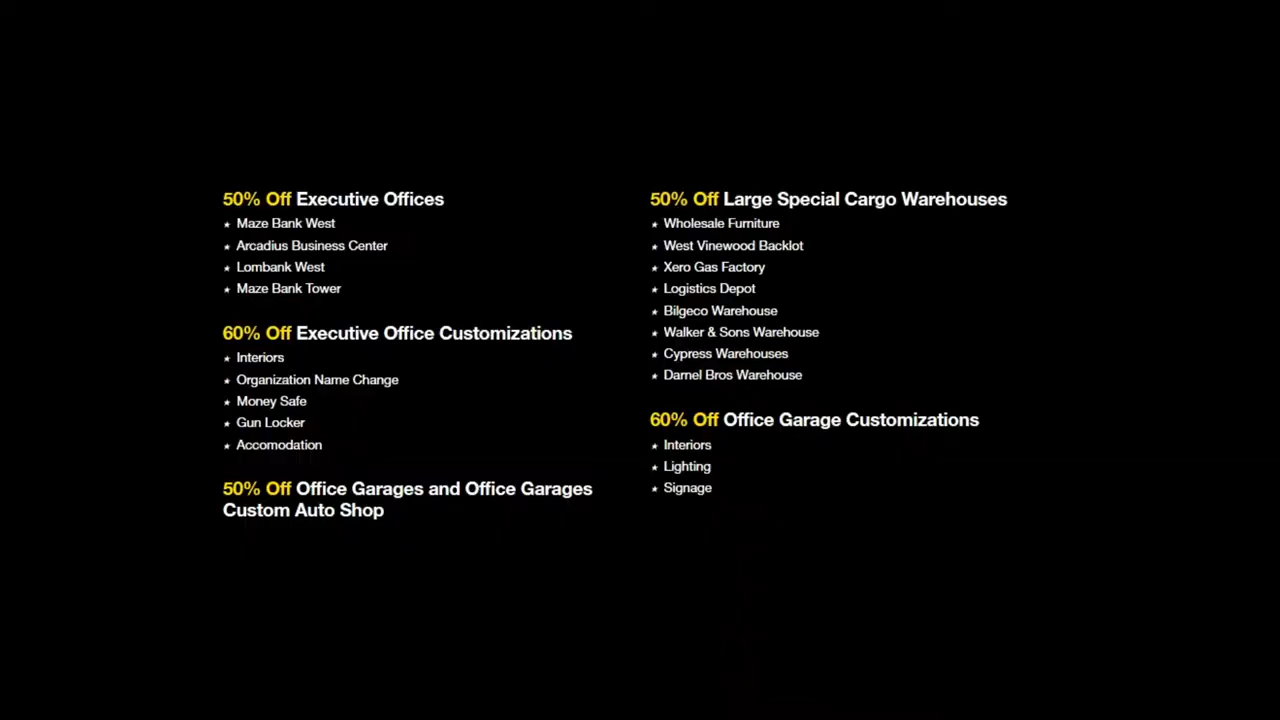 50% Off Executive Offices
★ Maze Bank West
★ Arcadius Business Center
★ Lombank West
★ Maze Bank Tower
60% Off Executive Office Customizations
★ Interiors
★ Organization Name Change
★ Money Safe
★ Gun Locker
★ Accomodation
50% Off Office Garages and Office Garages
Custom Auto Shop
50% Off Large Special Cargo Warehouses
★ Wholesale Furniture
★ West Vinewood Backlot
★ Xero Gas Factory
★ Logistics Depot
★ Bilgeco Warehouse
★ Walker & Sons Warehouse
★ Cypress Warehouses
★ Darnel Bros Warehouse
60% Off Office Garage Customizations
★ Interiors
★ Lighting
★ Signage